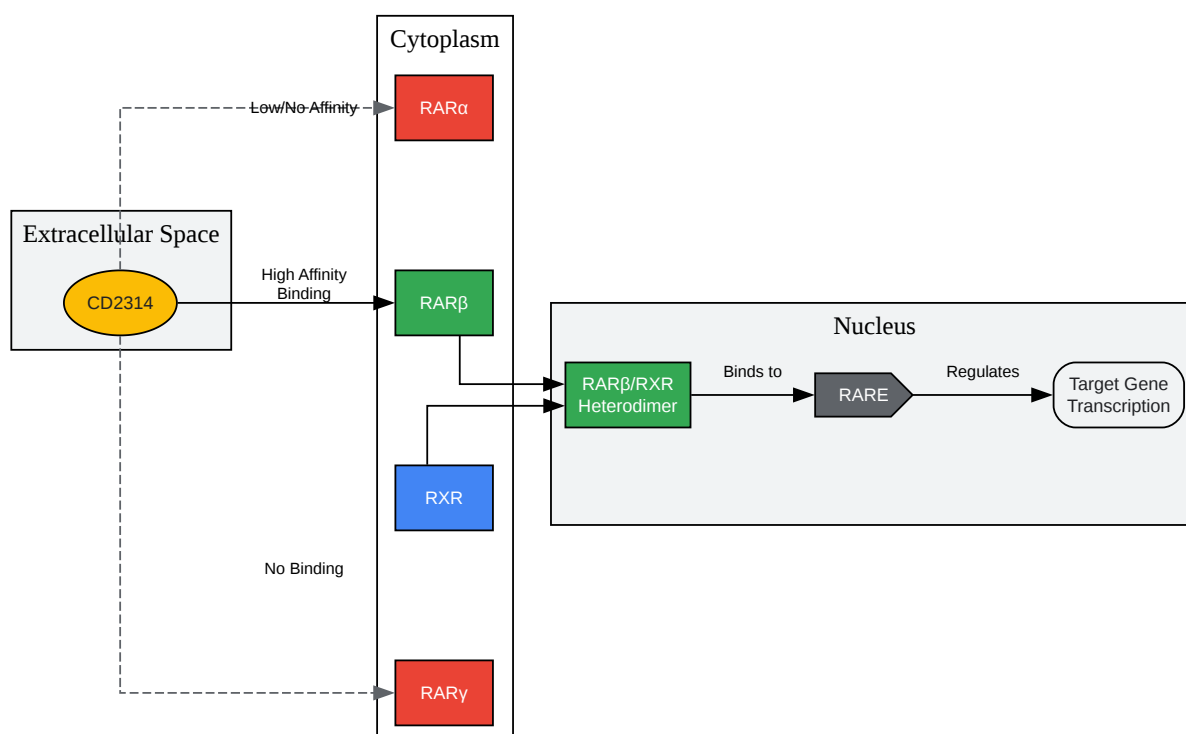 Cytoplasm
Low/No Affinity
RARα
Extracellular Space
CD2314
High Affinity
Binding
RARβ
Nucleus
RARβ/RXR
Heterodimer
Binds to
RARE
Regulates
Target Gene
Transcription
RXR
No Binding
RARγ